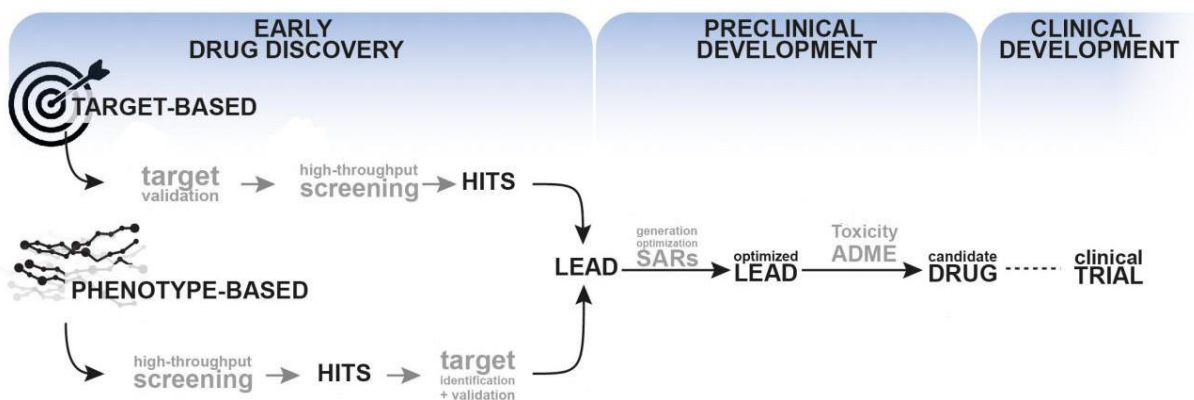 EARLY
DRUG DISCOVERY
PRECLINICAL
DEVELOPMENT
CLINICAL
DEVELOPMENT
TARGET-BASED
target
validation
high-throughput
screening
HITS
PHENOTYPE-BASED
high-throughput
screening
HITS
target
identification
+ validation
LEAD
generation
optimization
SARs
optimized
LEAD
Toxicity
ADME
candidate
DRUG
clinical
TRIAL